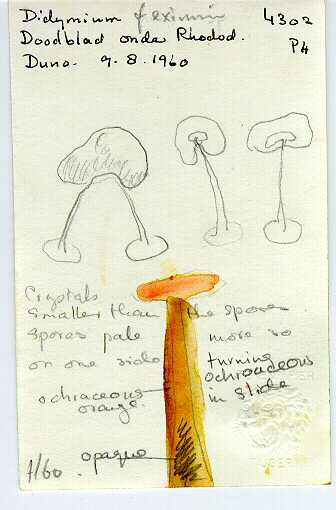 Didymium eximium
4302
Doodblad onder Rhodod.
P4
Duno. 9-8.1960
Crystals
smaller than the spores
spores pale more so
on one side turning
ochraceous
ochraceous in slide
orange.
opaque
1/60.